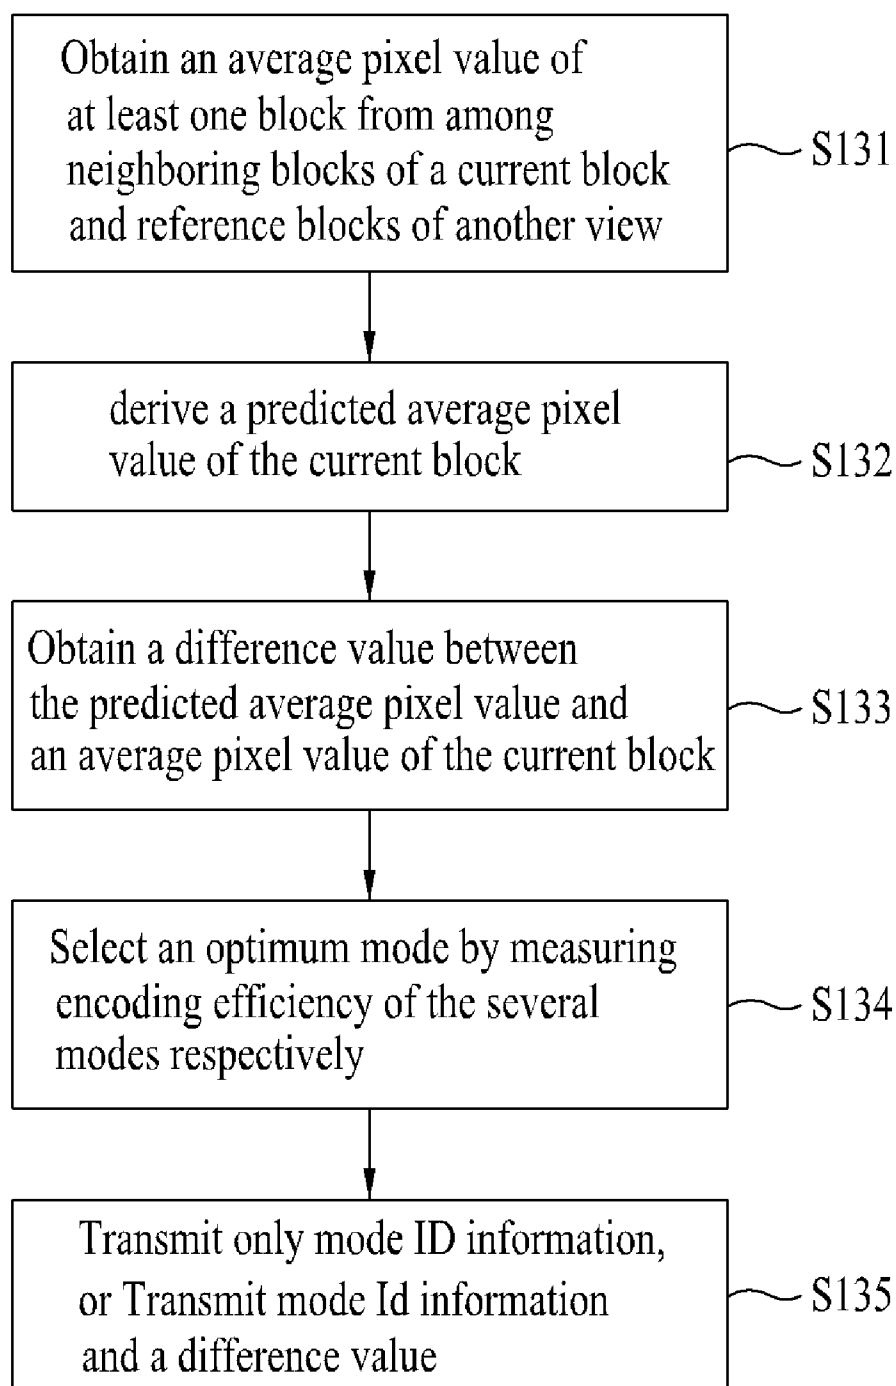 Obtain an average pixel value of
at least one block from among
neighboring blocks of a current block
and reference blocks of another view
S131
derive a predicted average pixel
value of the current block
S132
Obtain a difference value between
the predicted average pixel value and
an average pixel value of the current block
S133
Select an optimum mode by measuring
encoding efficiency of the several
modes respectively
S134
Transmit only mode ID information,
or Transmit mode Id information
and a difference value
S135